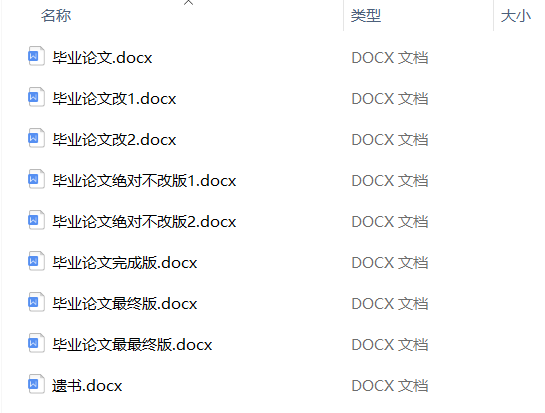 名称 类型 大小
毕业论文.docx DOCX 文档
毕业论文改1.docx DOCX 文档
毕业论文改2.docx DOCX 文档
毕业论文绝对不改版1.docx DOCX 文档
毕业论文绝对不改版2.docx DOCX 文档
毕业论文完成版.docx DOCX 文档
毕业论文最终版.docx DOCX 文档
毕业论文最最终版.docx DOCX 文档
遗书.docx DOCX 文档